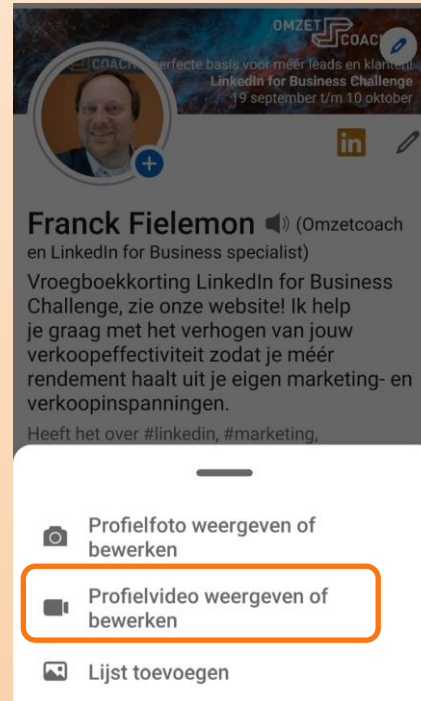 OMZET
COACH
COACH
perfecte basis voor méér leads en klanten!
LinkedIn for Business Challenge
19 september t/m 10 oktober
in
Franck Fielemon (Omzetcoach
en LinkedIn for Business specialist)
Vroegboekkorting LinkedIn for Business
Challenge, zie onze website! Ik help
je graag met het verhogen van jouw
verkoopeffectiviteit zodat je méér
rendement haalt uit je eigen marketing- en
verkoopinspanningen.
Heeft het over #linkedin, #marketing,
Profielfoto weergeven of
bewerken
Profielvideo weergeven of
bewerken
Lijst toevoegen